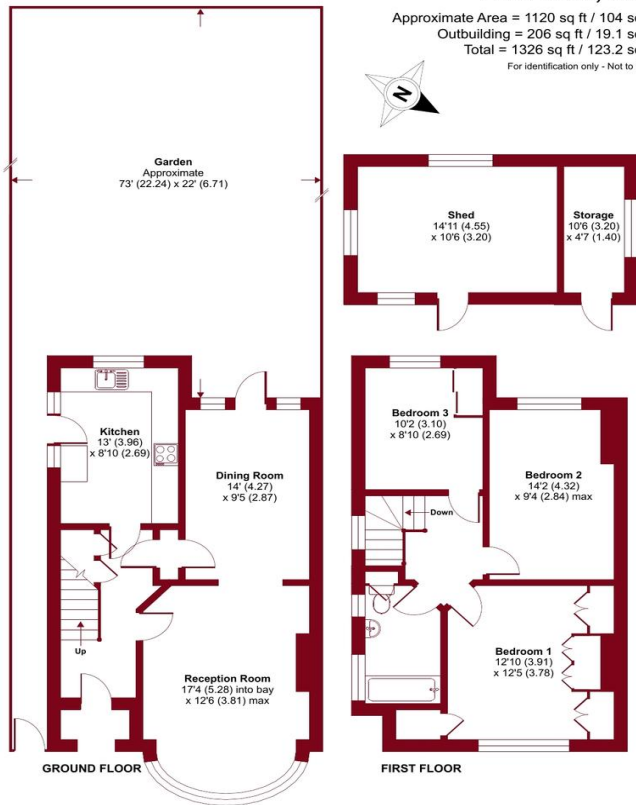 Approximate Area = 1120 sq ft / 104 sq
Outbuilding = 206 sq ft / 19.1 sq
Total = 1326 sq ft / 123.2 sq
For identification only - Not to
N
Garden
Approximate
73' (22.24) x 22' (6.71)
Shed
14'11 (4.55)
x 10'6 (3.20)
Storage
10'6 (3.20)
x 4'7 (1.40)
Kitchen
13' (3.96)
x 8'10 (2.69)
Dining Room
14' (4.27)
x 9'5 (2.87)
Up
Reception Room
17'4 (5.28) into bay
x 12'6 (3.81) max
GROUND FLOOR
Bedroom 3
10'2 (3.10)
x 8'10 (2.69)
Bedroom 2
14'2 (4.32)
x 9'4 (2.84) max
Down
Bedroom 1
12'10 (3.91)
x 12'5 (3.78)
FIRST FLOOR